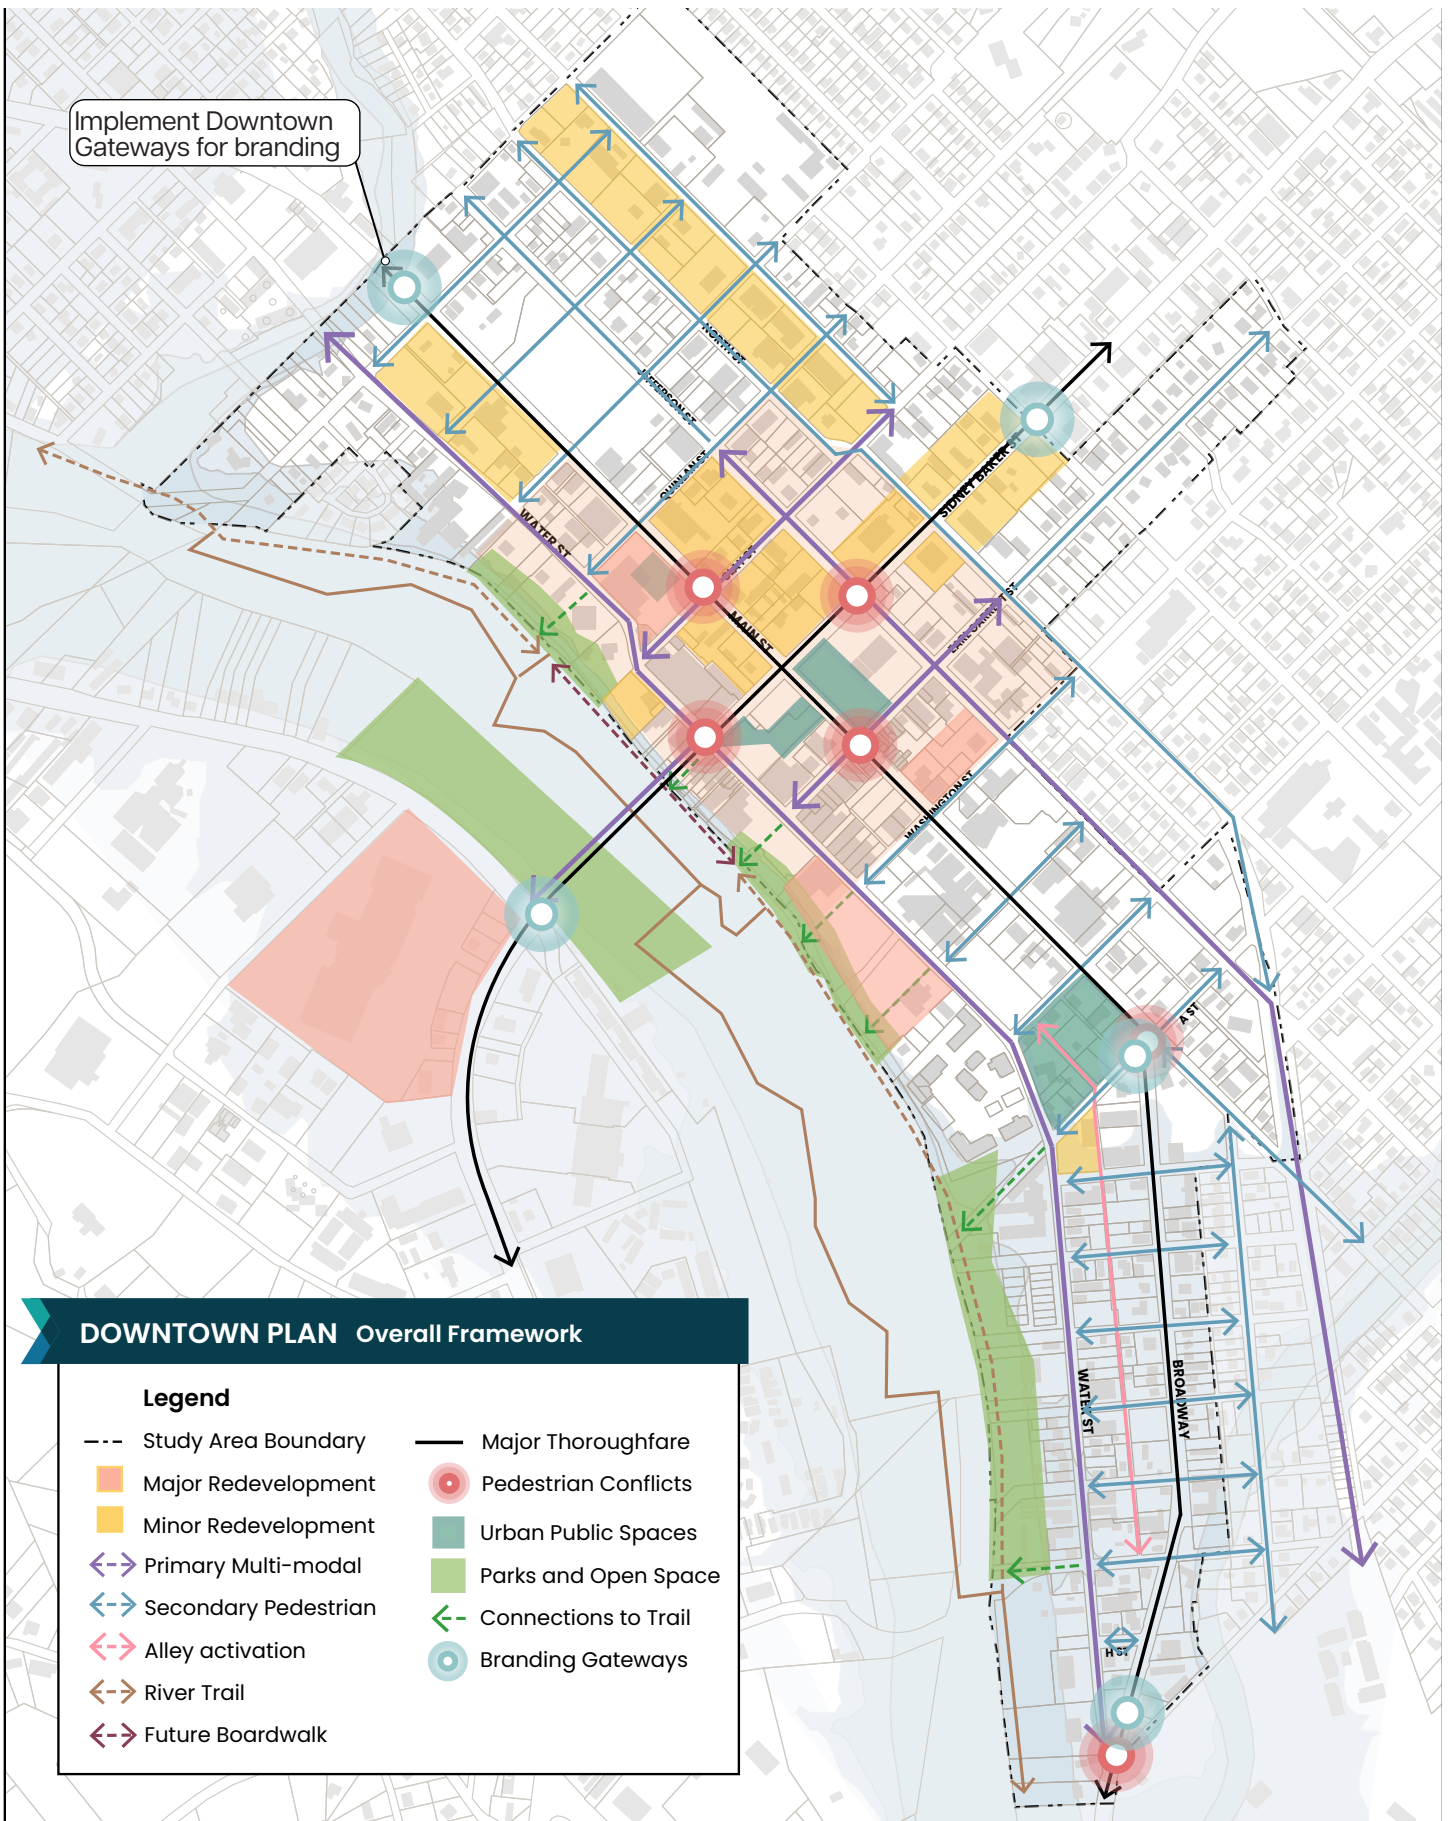 Implement Downtown
Gateways for branding
NORTH ST
JEFFERSON ST
QUINLAN ST
SIDNEY BAKER ST
WATER ST
MAIN ST
EARL GARRETT ST
WASHINGTON ST
A ST
WATER ST
BROADWAY
H ST
DOWNTOWN PLAN Overall Framework
Legend
Study Area Boundary
Major Redevelopment
Minor Redevelopment
Primary Multi-modal
Secondary Pedestrian
Alley activation
River Trail
Future Boardwalk
Major Thoroughfare
Pedestrian Conflicts
Urban Public Spaces
Parks and Open Space
Connections to Trail
Branding Gateways